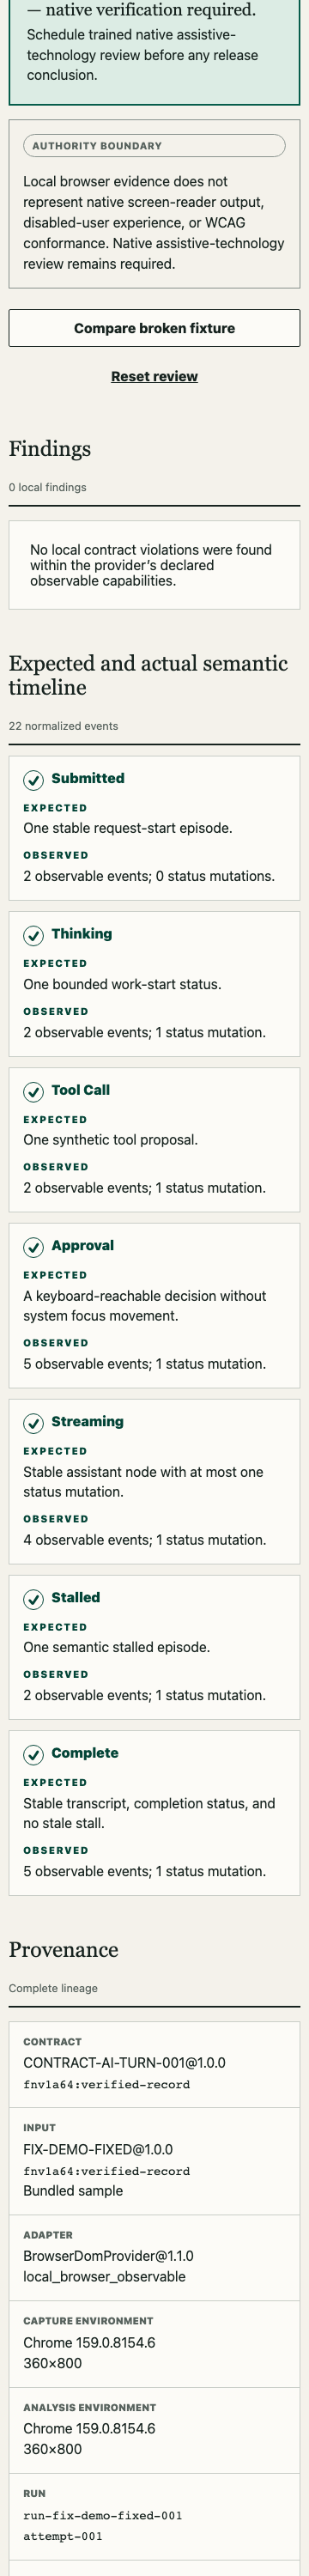 — native verification required.
Schedule trained native assistive-
technology review before any release
conclusion.
AUTHORITY BOUNDARY
Local browser evidence does not
represent native screen-reader output,
disabled-user experience, or WCAG
conformance. Native assistive-technology
review remains required.
Compare broken fixture
Reset review
Findings
0 local findings
No local contract violations were found
within the provider's declared
observable capabilities.
Expected and actual semantic
timeline
22 normalized events
Submitted
EXPECTED
One stable request-start episode.
OBSERVED
2 observable events; 0 status mutations.
Thinking
EXPECTED
One bounded work-start status.
OBSERVED
2 observable events; 1 status mutation.
Tool Call
EXPECTED
One synthetic tool proposal.
OBSERVED
2 observable events; 1 status mutation.
Approval
EXPECTED
A keyboard-reachable decision without
system focus movement.
OBSERVED
5 observable events; 1 status mutation.
Streaming
EXPECTED
Stable assistant node with at most one
status mutation.
OBSERVED
4 observable events; 1 status mutation.
Stalled
EXPECTED
One semantic stalled episode.
OBSERVED
2 observable events; 1 status mutation.
Complete
EXPECTED
Stable transcript, completion status, and
no stale stall.
OBSERVED
5 observable events; 1 status mutation.
Provenance
Complete lineage
CONTRACT
CONTRACT-AI-TURN-001@1.0.0
fnv1a64:verified-record
INPUT
FIX-DEMO-FIXED@1.0.0
fnv1a64:verified-record
Bundled sample
ADAPTER
BrowserDomProvider@1.1.0
local_browser_observable
CAPTURE ENVIRONMENT
Chrome 159.0.8154.6
360×800
ANALYSIS ENVIRONMENT
Chrome 159.0.8154.6
360×800
RUN
run-fix-demo-fixed-001
attempt-001